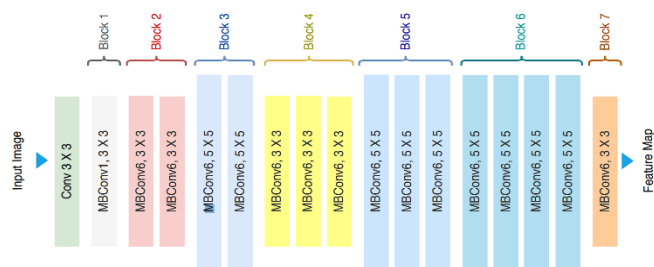 Block 1
Block 2
Block 3
Block 4
Block 5
Block 6
Block 7
Input Image
Conv 3 X 3
MBConv1, 3 X 3
MBConv6, 3 X 3
MBConv6, 3 X 3
MBConv6, 5 X 5
MBConv6, 5 X 5
MBConv6, 3 X 3
MBConv6, 3 X 3
MBConv6, 3 X 3
MBConv6, 5 X 5
MBConv6, 5 X 5
MBConv6, 5 X 5
MBConv6, 5 X 5
MBConv6, 5 X 5
MBConv6, 5 X 5
MBConv6, 5 X 5
MBConv6, 3 X 3
Feature Map